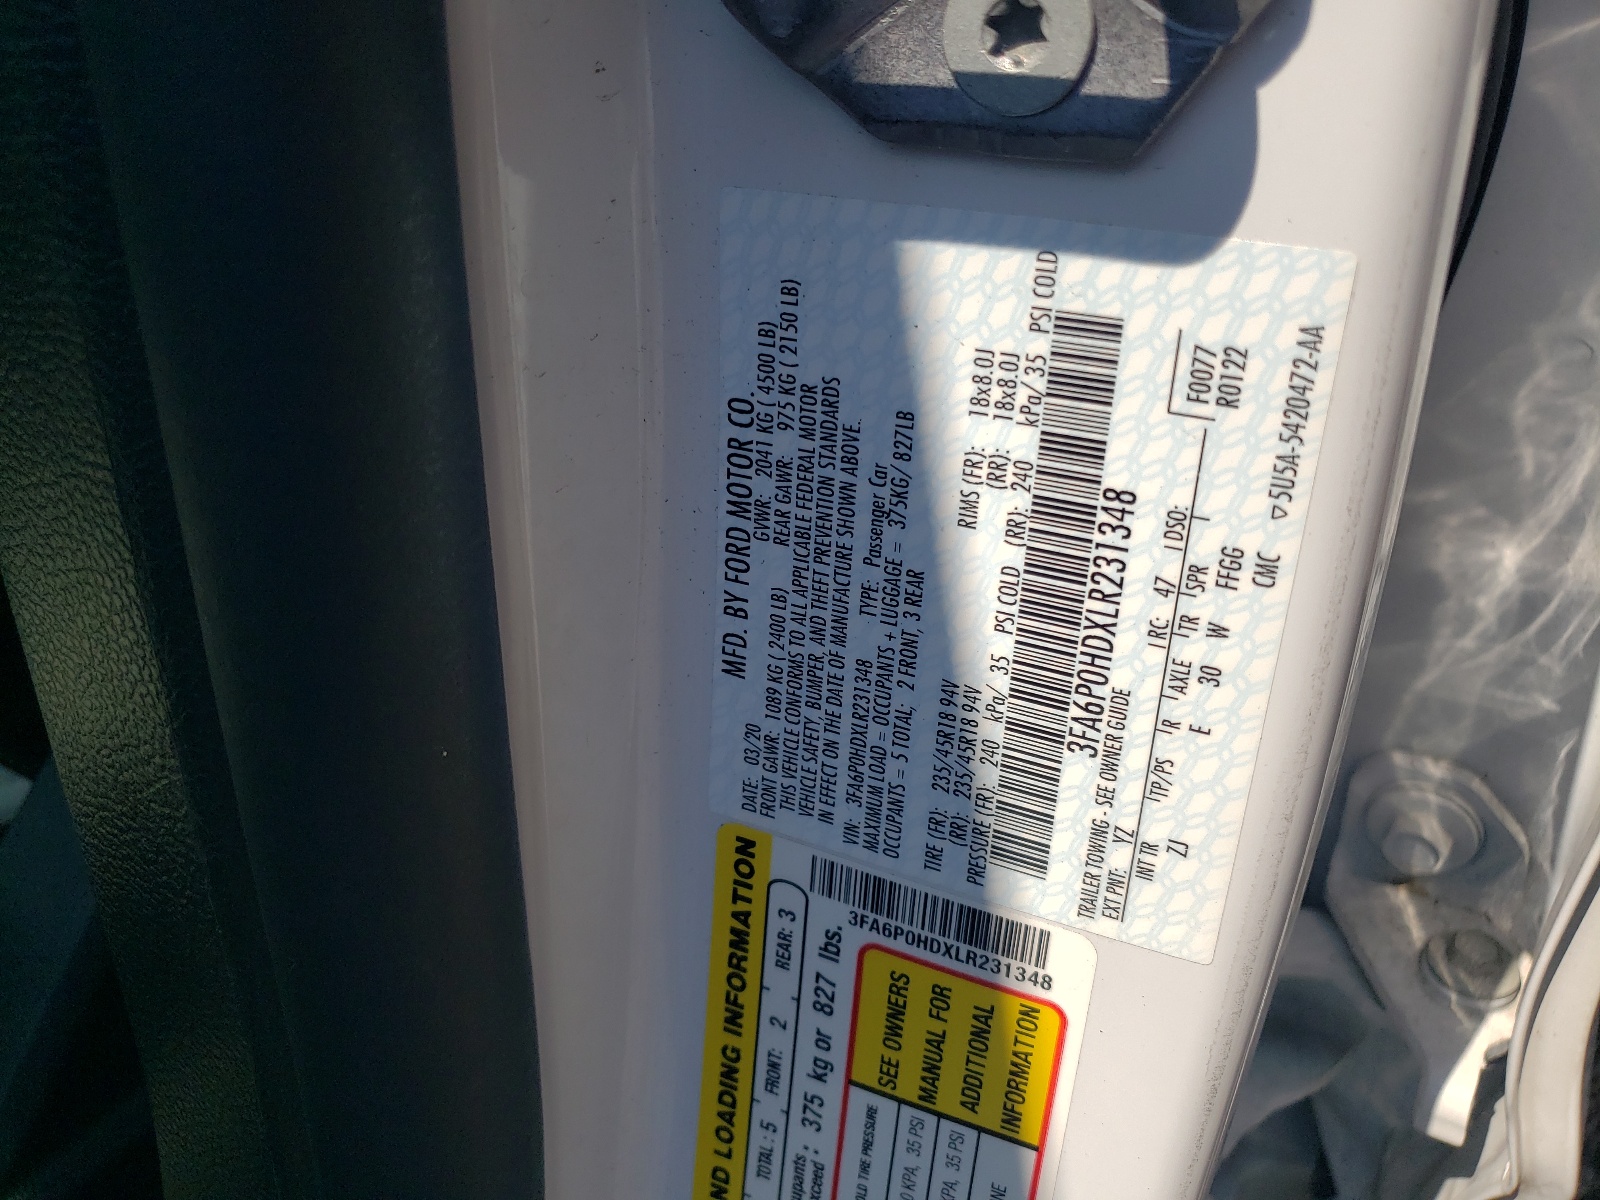 MFD. BY FORD MOTOR CO.
DATE: 03/20 GVWR: 2041 KG ( 4500 LB)
FRONT GAWR: 1089 KG ( 2400 LB) REAR GAWR: 975 KG ( 2150 LB)
THIS VEHICLE CONFORMS TO ALL APPLICABLE FEDERAL MOTOR
VEHICLE SAFETY, BUMPER, AND THEFT PREVENTION STANDARDS
IN EFFECT ON THE DATE OF MANUFACTURE SHOWN ABOVE.
VIN: 3FA6P0HDXLR231348 TYPE: Passenger Car
MAXIMUM LOAD = OCCUPANTS + LUGGAGE = 375KG/ 827LB
OCCUPANTS = 5 TOTAL, 2 FRONT, 3 REAR
TIRE (FR): 235/45R18 94V RIMS (FR): 18x8.0J
(RR): 235/45R18 94V (RR): 18x8.0J
PRESSURE (FR): 240 kPa/ 35 PSI COLD (RR): 240 kPa/ 35 PSI COLD
3FA6P0HDXLR231348
TRAILER TOWING - SEE OWNER GUIDE
EXT PNT: YZ RC: 47 DSO: F0077
INT TR TP/PS R AXLE TR SPR R0122
ZJ E 30 W FFGG
CMC ▽5U5A-5420472-AA
ND LOADING INFORMATION
TOTAL: 5 FRONT: 2 REAR: 3
upants
xceed 375 kg or 827 lbs.
3FA6P0HDXLR231348
OLD TIRE PRESSURE
0 KPA, 35 PSI
KPA, 35 PSI
NE
SEE OWNERS
MANUAL FOR
ADDITIONAL
INFORMATION